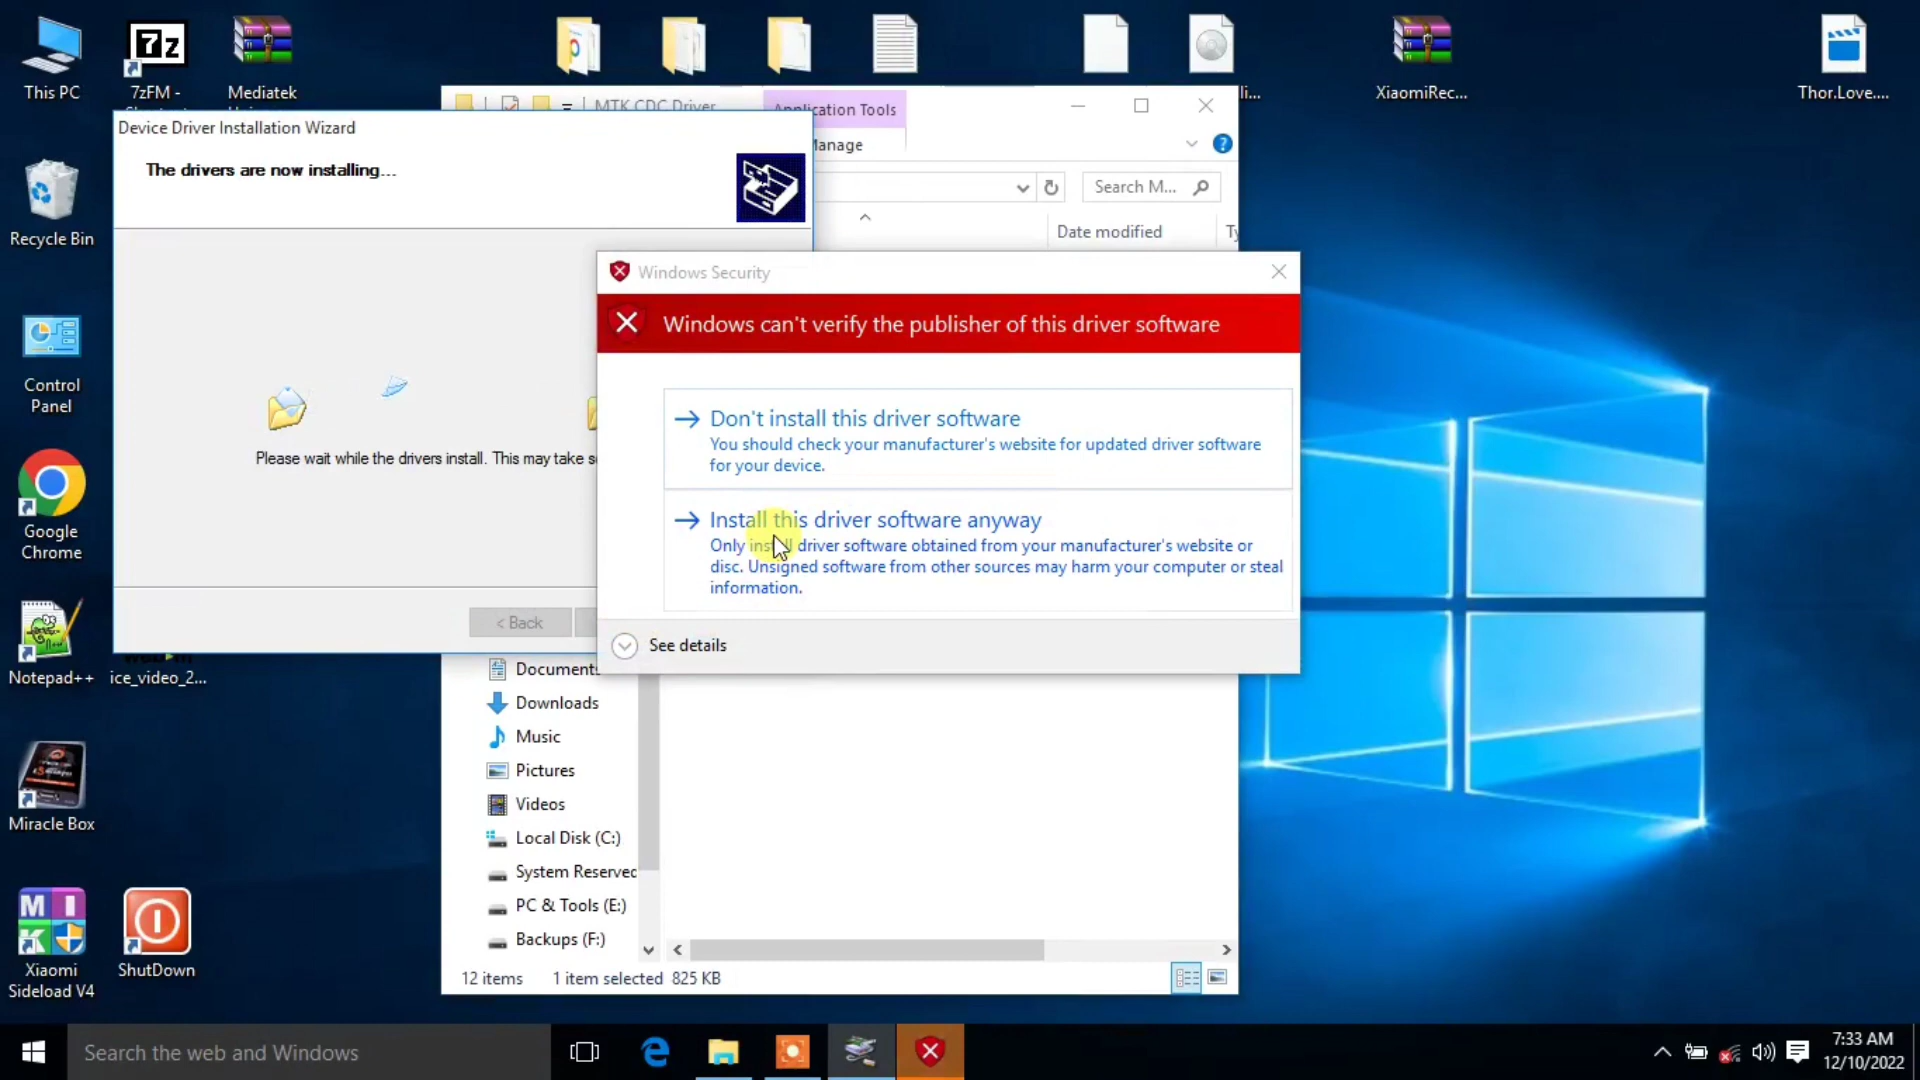 This PC
7zFM -
Mediatek
li...
XiaomiRec...
Thor.Love....
MTK CDC Driver
Application Tools
Manage
Device Driver Installation Wizard
The drivers are now installing...
Search M...
Date modified
Recycle Bin
Windows Security
Windows can't verify the publisher of this driver software
Control
Panel
Don't install this driver software
You should check your manufacturer's website for updated driver software
for your device.
Please wait while the drivers install. This may take s
Install this driver software anyway
Only install driver software obtained from your manufacturer's website or
disc. Unsigned software from other sources may harm your computer or steal
information.
Google
Chrome
< Back
See details
Notepad++
ice_video_2...
Documents
Downloads
Music
Pictures
Videos
Local Disk (C:)
System Reserved
PC & Tools (E:)
Backups (F:)
Miracle Box
Xiaomi
Sideload V4
ShutDown
12 items
1 item selected 825 KB
Search the web and Windows
7:33 AM
12/10/2022